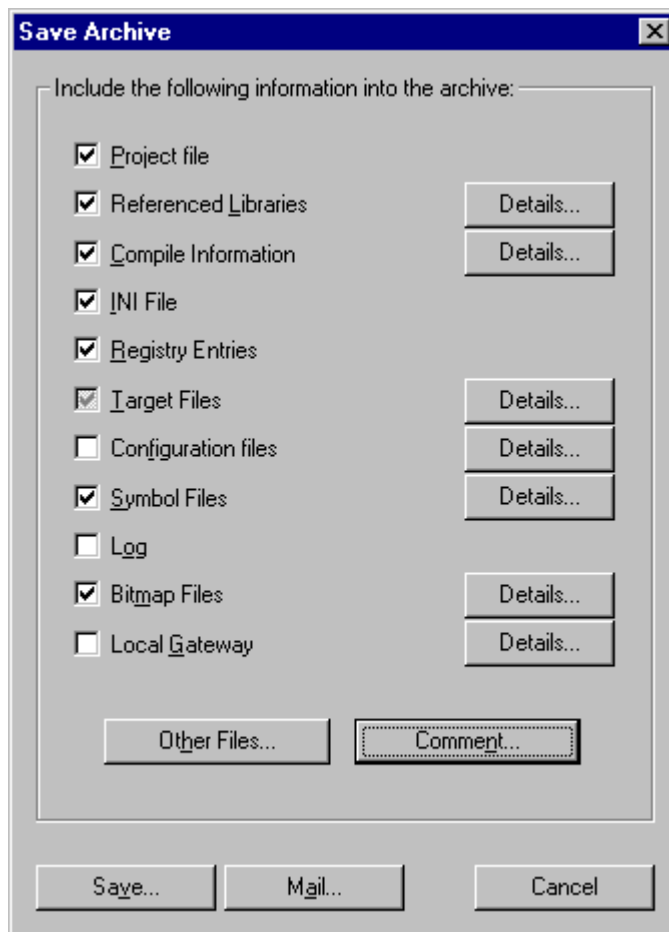 Save Archive
Include the following information into the archive:
Project file
Referenced Libraries Details...
Compile Information Details...
INI File
Registry Entries
Target Files Details...
Configuration files Details...
Symbol Files Details...
Log
Bitmap Files Details...
Local Gateway Details...
Other Files... Comment...
Save... Mail... Cancel